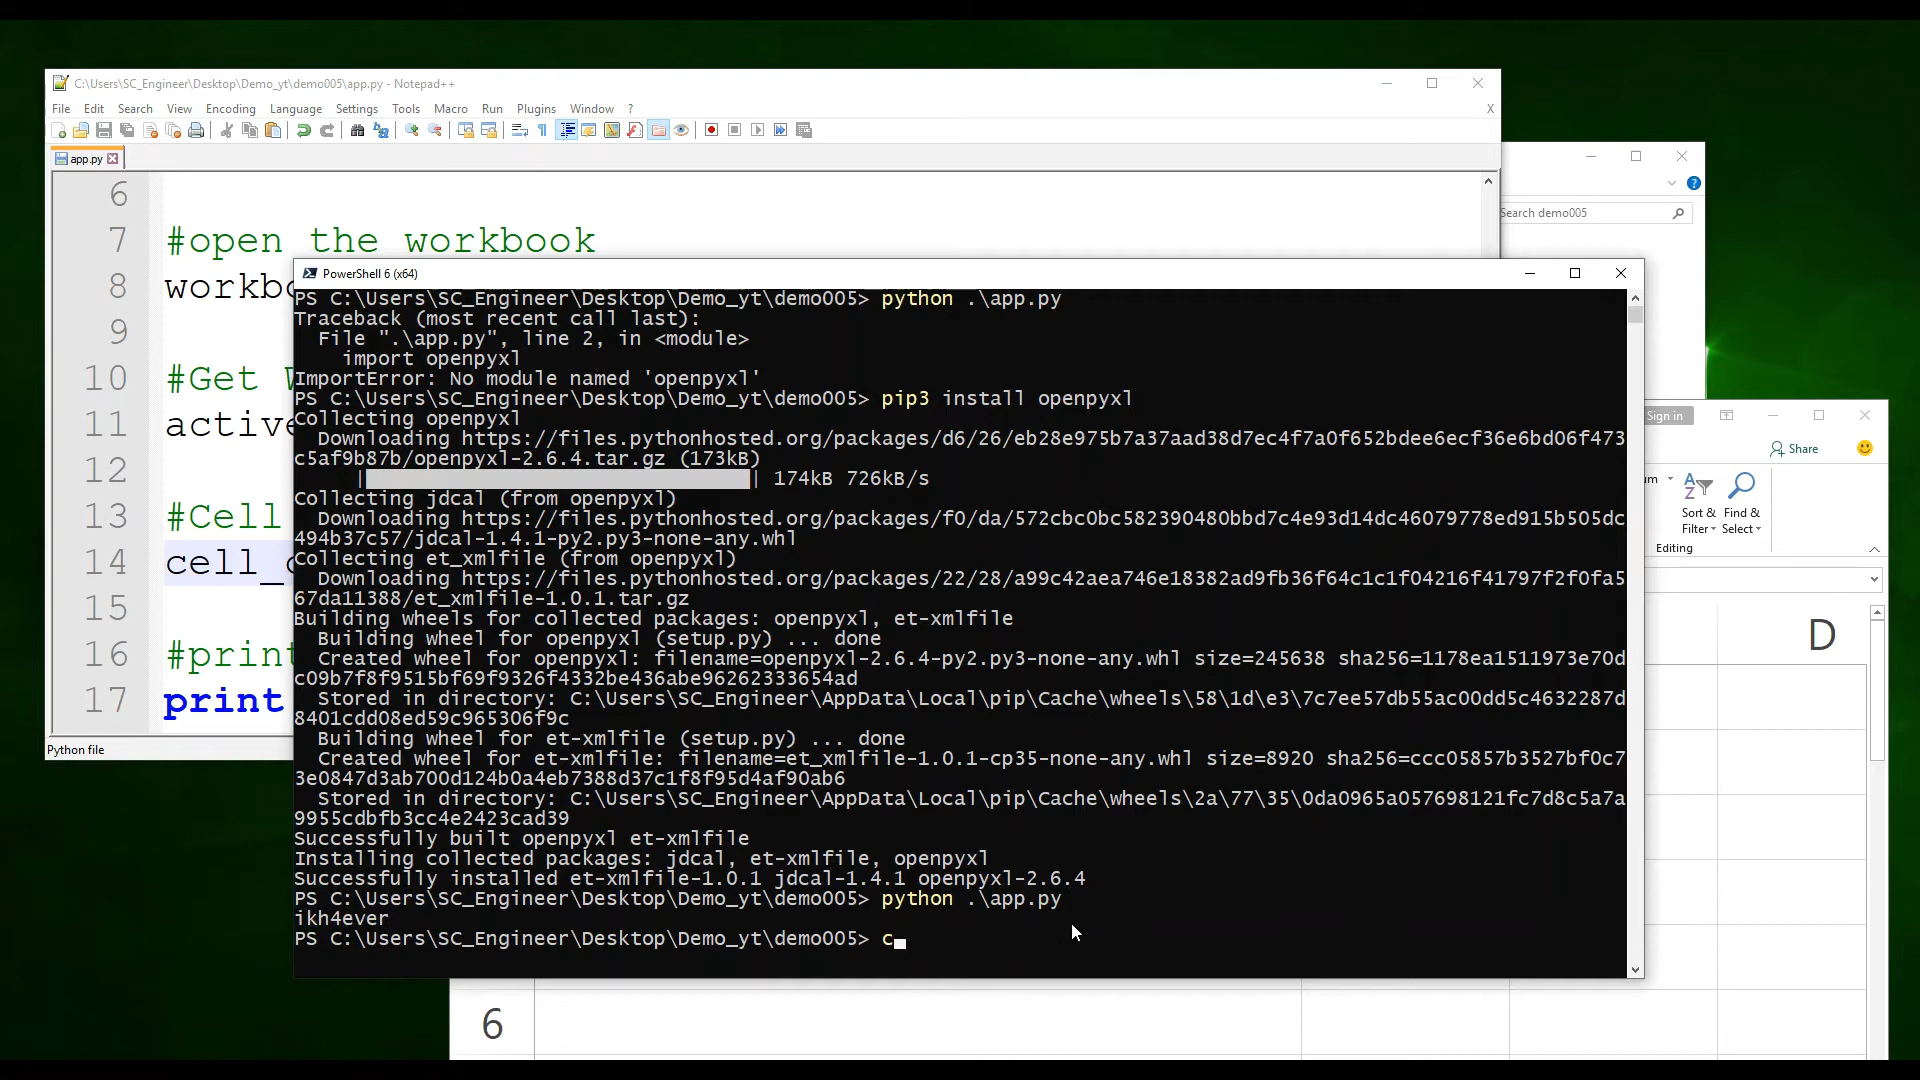 C:\Users\SC_Engineer\Desktop\Demo_yt\demo005\app.py - Notepad++
File Edit Search View Encoding Language Settings Tools Macro Run Plugins Window ?
X
app.py
6
7 #open the workbook
8 workbo
9
10 #Get W
11 active
12
13 #Cell
14 cell_
15
16 #print
17 print
Python file
Search demo005
PowerShell 6 (x64)
PS C:\Users\SC_Engineer\Desktop\Demo_yt\demo005> python .\app.py
Traceback (most recent call last):
File ".\app.py", line 2, in <module>
import openpyxl
ImportError: No module named 'openpyxl'
PS C:\Users\SC_Engineer\Desktop\Demo_yt\demo005> pip3 install openpyxl
Collecting openpyxl
Downloading https://files.pythonhosted.org/packages/d6/26/eb28e975b7a37aad38d7ec4f7a0f652bdee6ecf36e6bd06f473
c5af9b87b/openpyxl-2.6.4.tar.gz (173kB)
| | 174kB 726kB/s
Collecting jdcal (from openpyxl)
Downloading https://files.pythonhosted.org/packages/f0/da/572cbc0bc582390480bbd7c4e93d14dc46079778ed915b505dc
494b37c57/jdcal-1.4.1-py2.py3-none-any.whl
Collecting et_xmlfile (from openpyxl)
Downloading https://files.pythonhosted.org/packages/22/28/a99c42aea746e18382ad9fb36f64c1c1f04216f41797f2f0fa5
67da11388/et_xmlfile-1.0.1.tar.gz
Building wheels for collected packages: openpyxl, et-xmlfile
Building wheel for openpyxl (setup.py) ... done
Created wheel for openpyxl: filename=openpyxl-2.6.4-py2.py3-none-any.whl size=245638 sha256=1178ea1511973e70d
c09b7f8f9515bf69f9326f4332be436abe96262333654ad
Stored in directory: C:\Users\SC_Engineer\AppData\Local\pip\Cache\wheels\58\1d\e3\7c7ee57db55ac00dd5c4632287d
8401cdd08ed59c965306f9c
Building wheel for et-xmlfile (setup.py) ... done
Created wheel for et-xmlfile: filename=et_xmlfile-1.0.1-cp35-none-any.whl size=8920 sha256=ccc05857b3527bf0c7
3e0847d3ab700d124b0a4eb7388d37c1f8f95d4af90ab6
Stored in directory: C:\Users\SC_Engineer\AppData\Local\pip\Cache\wheels\2a\77\35\0da0965a057698121fc7d8c5a7a
9955cdbfb3cc4e2423cad39
Successfully built openpyxl et-xmlfile
Installing collected packages: jdcal, et-xmlfile, openpyxl
Successfully installed et-xmlfile-1.0.1 jdcal-1.4.1 openpyxl-2.6.4
PS C:\Users\SC_Engineer\Desktop\Demo_yt\demo005> python .\app.py
ikh4ever
PS C:\Users\SC_Engineer\Desktop\Demo_yt\demo005> c
Sign in
Share
um
Sort & Find &
Filter Select
Editing
D
6